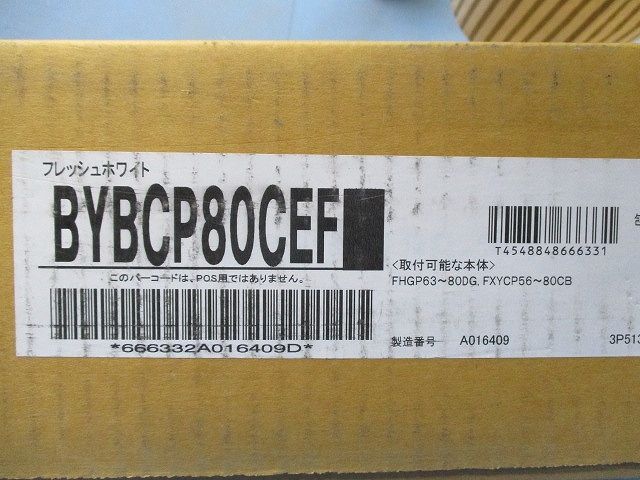 フレッシュホワイト
BYBCP80CEF
このバーコードは、POS用ではありません。
*666332A016409D*
T4548848666331
<取付可能な本体>
FHGP63~80DG, FXYCP56~80CB
製造番号 A016409
3P513